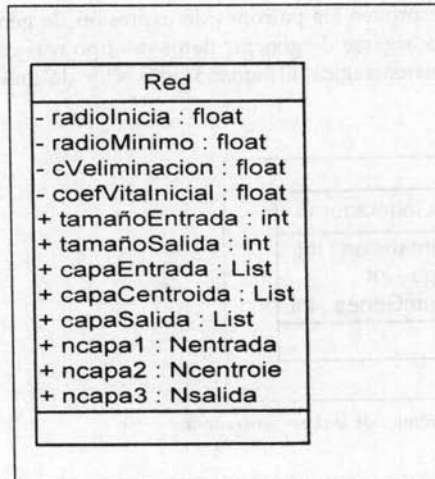 Red
- radioInicia : float
- radioMinimo : float
- cVeliminacion : float
- coefVitaInicial : float
+ tamañoEntrada : int
+ tamañoSalida : int
+ capaEntrada : List
+ capaCentroida : List
+ capaSalida : List
+ ncapa1 : Nentrada
+ ncapa2 : Ncentroie
+ ncapa3 : Nsalida